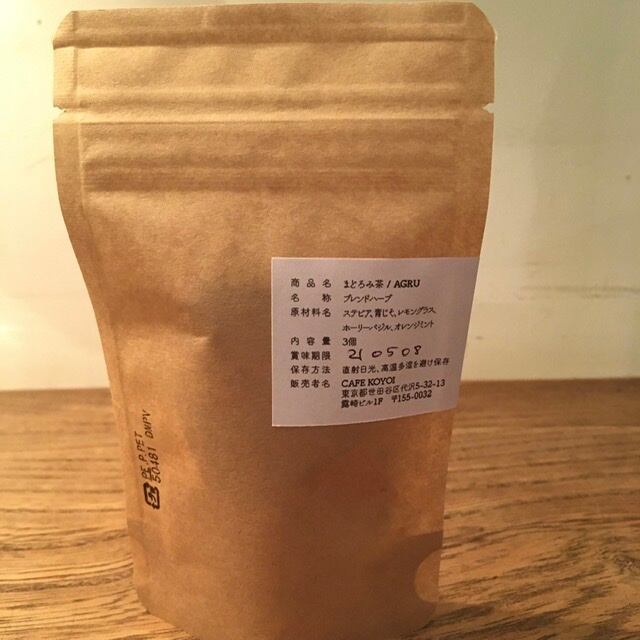 商品名 まどろみ茶 / AGRU
名称 ブレンドハーブ
原材料名 ステビア、青じそ、レモングラス、
ホーリーバジル、オレンジミント
内容量 3個
賞味期限 210508
保存方法 直射日光、高温多湿を避け保存
販売者名 CAFE KOYOI
東京都世田谷区代沢5-32-13
露崎ビル1F 〒155-0032
PE,P,PET
50481 DMPV